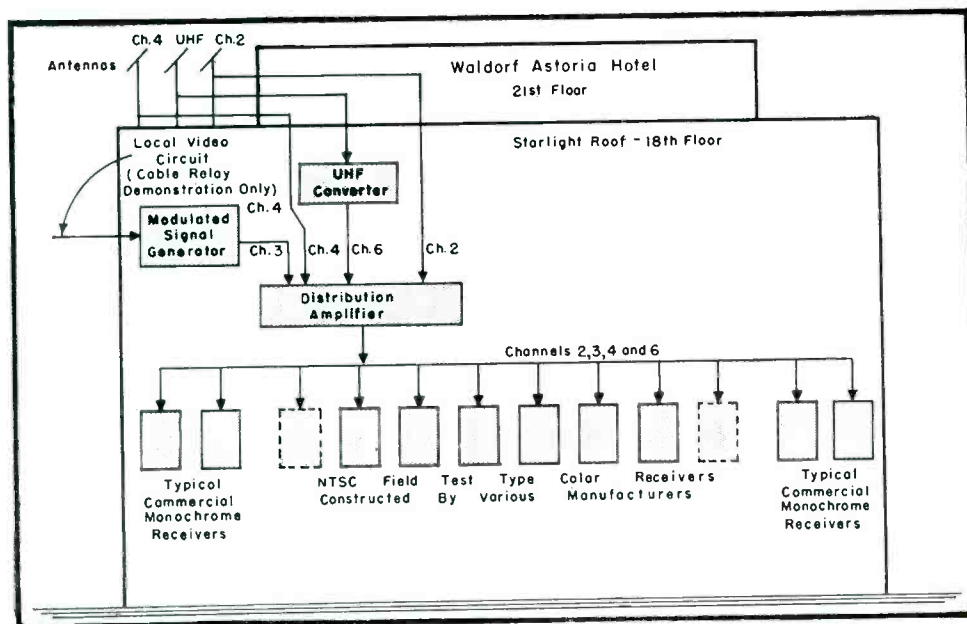 Ch.4 UHF Ch.2
Antennas
Waldorf Astoria Hotel
21st Floor
Starlight Roof - 18th Floor
Local Video
Circuit
(Cable Relay
Demonstration Only)
UHF
Converter
Ch.4
Modulated
Signal
Generator
Ch.3 Ch.4 Ch.6 Ch.2
Distribution
Amplifier
Channels 2,3,4 and 6
Typical
Commercial
Monochrome
Receivers
NTSC Field Test Type Color Receivers
Constructed By Various Manufacturers
Typical
Commercial
Monochrome
Receivers